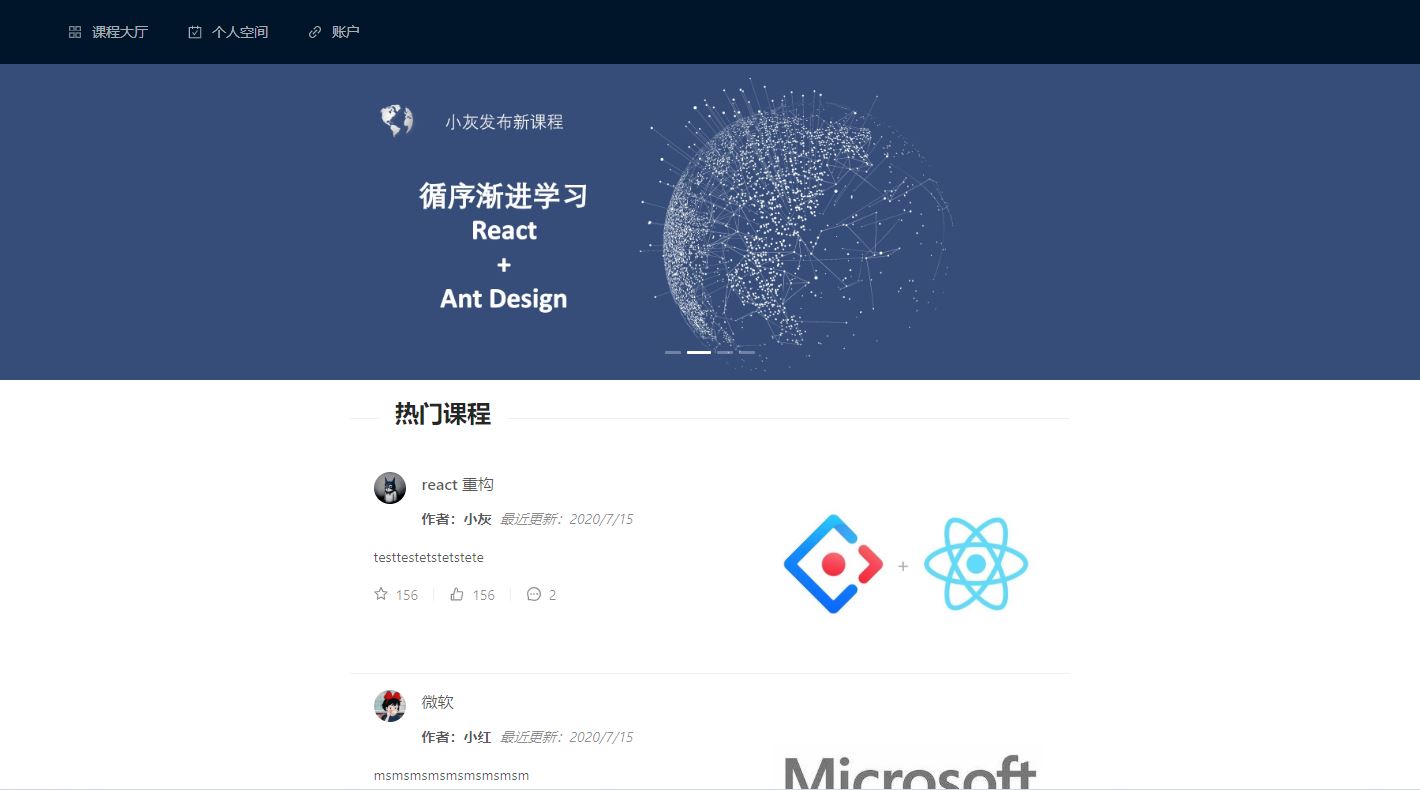 课程大厅 个人空间 账户
小灰发布新课程
循序渐进学习
React
+
Ant Design
热门课程
react 重构
作者：小灰 最近更新：2020/7/15
testtestetstetstete
156 156 2
+
微软
作者：小红 最近更新：2020/7/15
msmsmsmsmsmsmsmsm
Microsoft